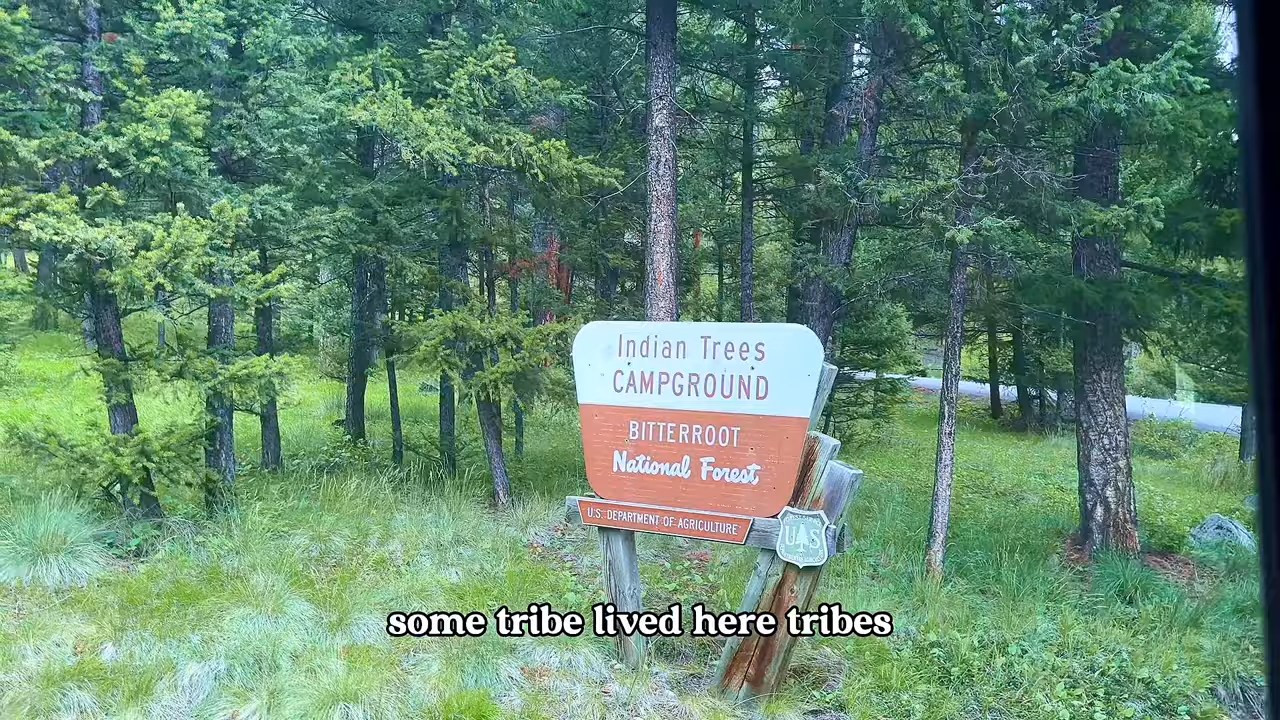 Indian Trees
CAMPGROUND
BITTERROOT
National Forest
U.S. DEPARTMENT OF AGRICULTURE
U S
some tribe lived here tribes